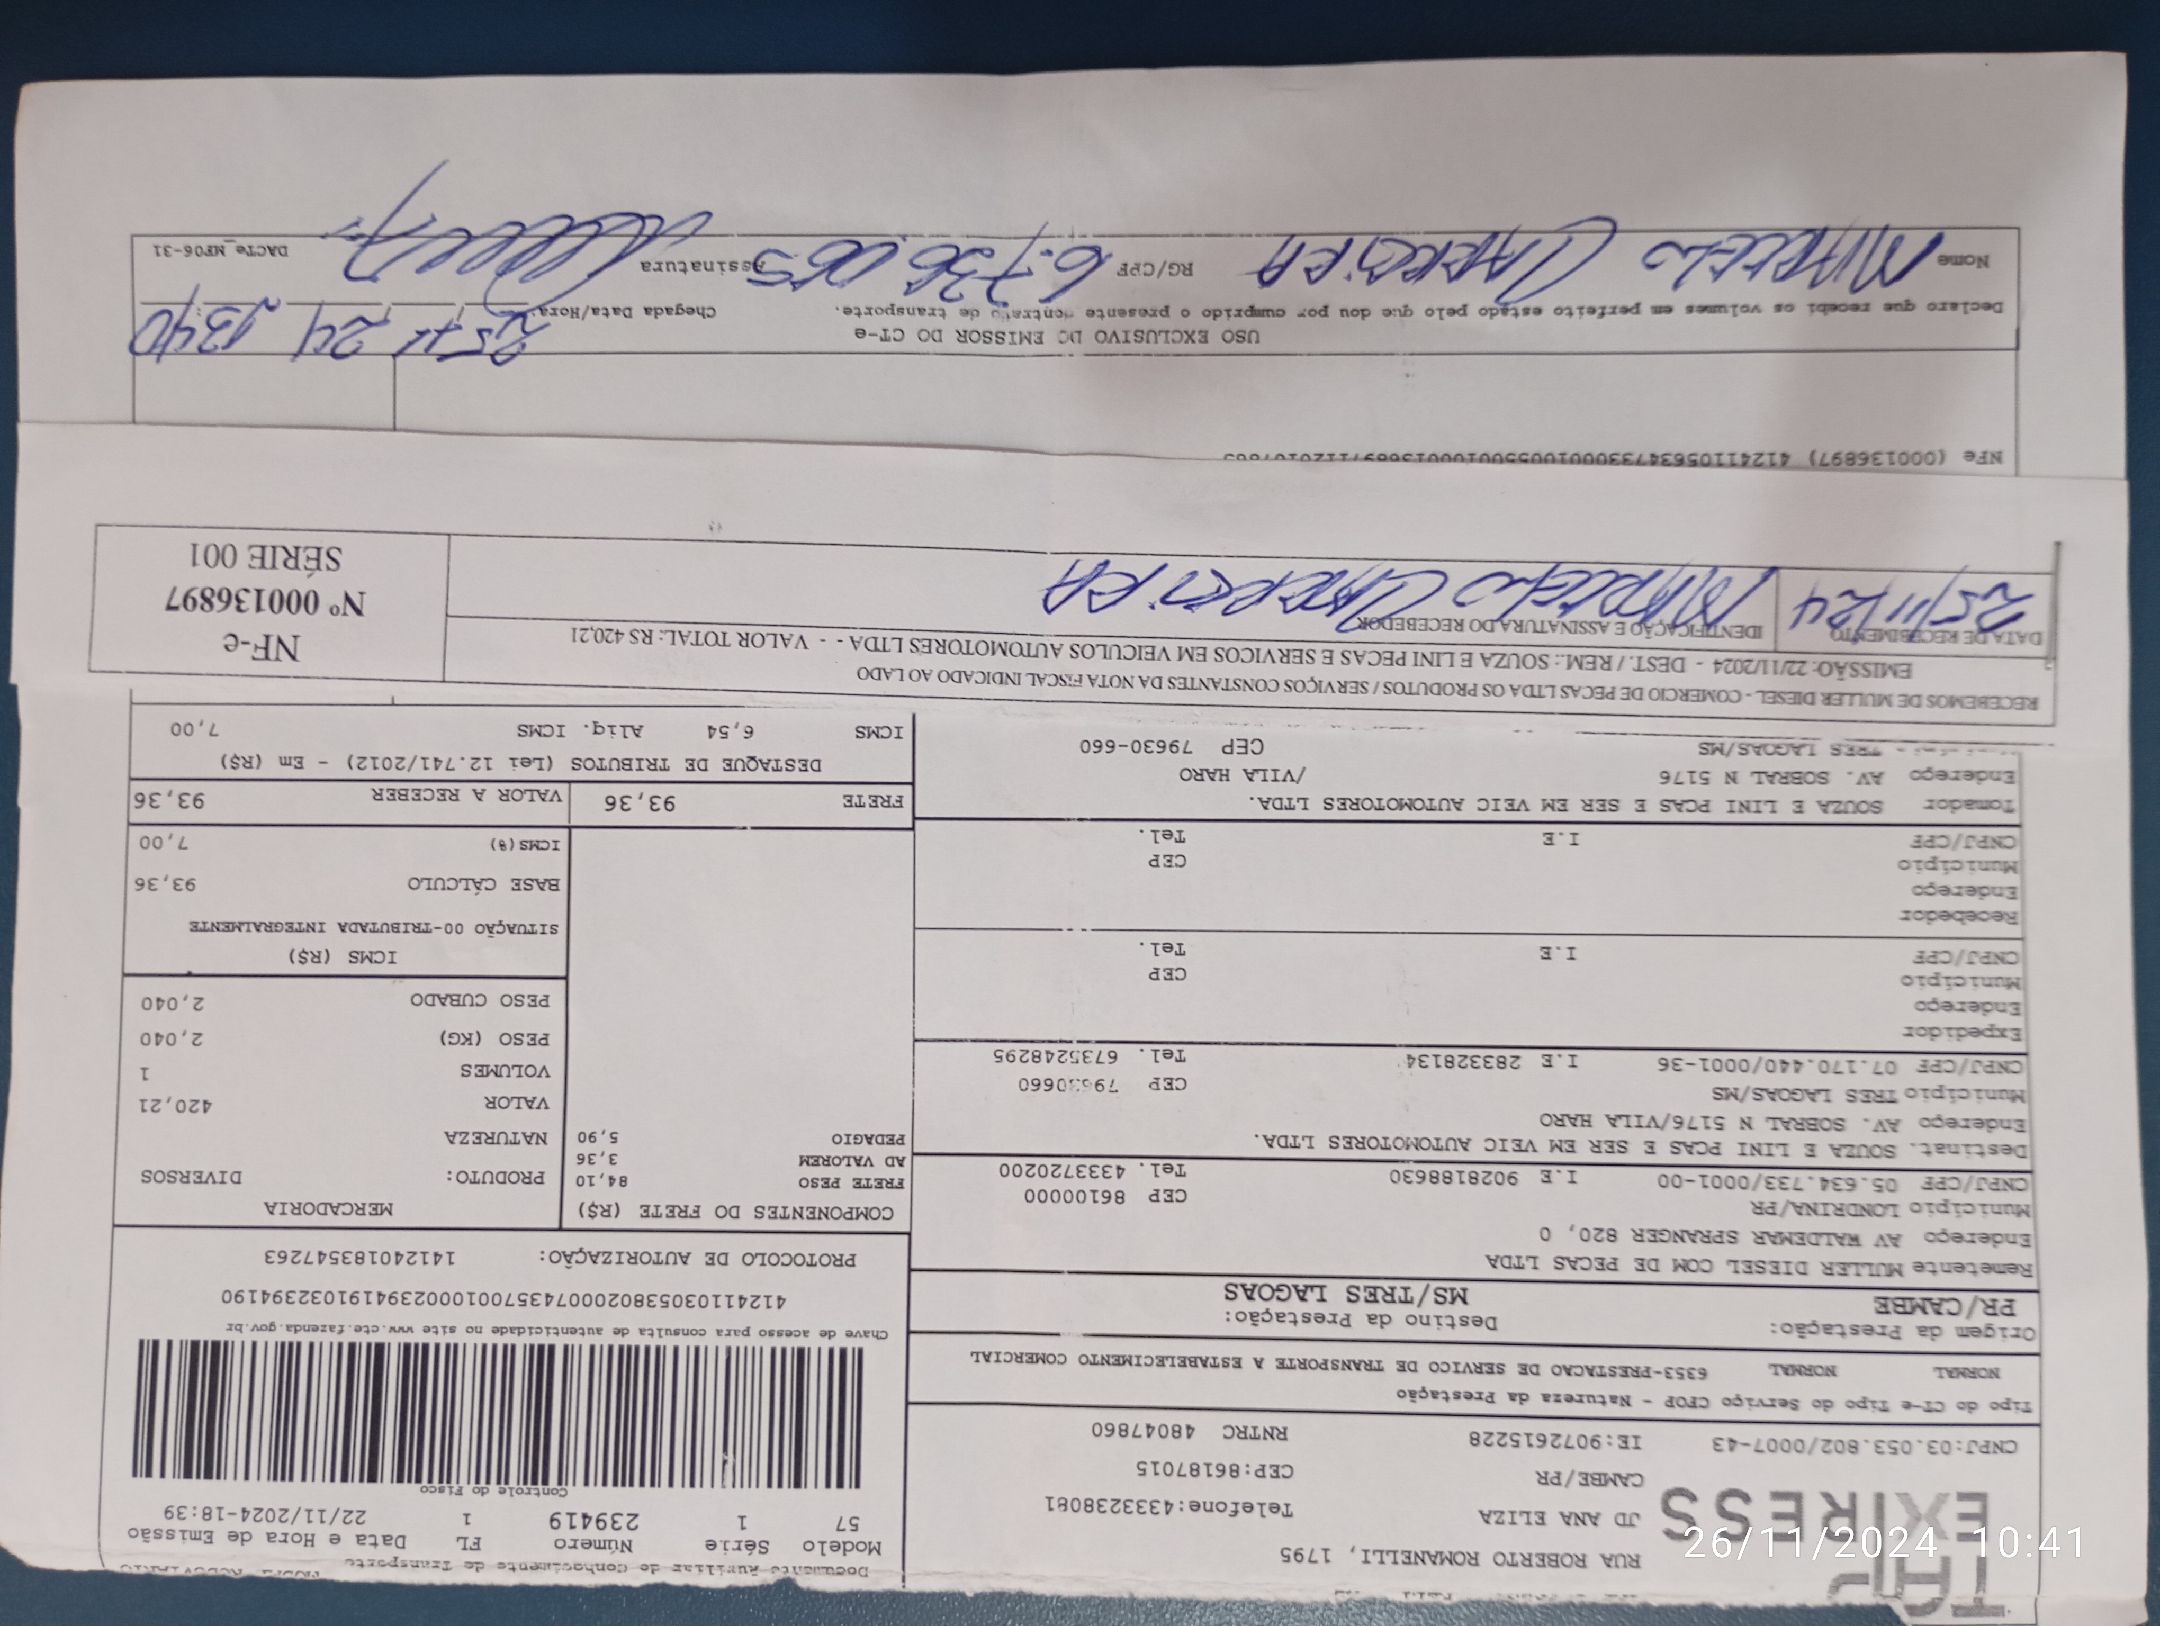 Documento Auxiliar de Conhecimento de Transporte
RUA ROBERTO ROMANELLI, 1795
JD ANA ELIZA Telefone:4333238081
CAMBE/PR CEP:86187015
CNPJ:03.053.802/0007-43 IE:9072615228 RNTRC 48047860
Modelo Série Número FL Data e Hora de Emissão
57 1 239419 1 22/11/2024-18:39
Controle do Fisco
Tipo do CT-e Tipo do Serviço CFOP - Natureza da Prestação
NORMAL NORMAL 6353-PRESTACAO DE SERVICO DE TRANSPORTE A ESTABELECIMENTO COMERCIAL
Chave de acesso para consulta de autenticidade no site www.cte.fazenda.gov.br
41241103053802000743570010002394191032394190
PROTOCOLO DE AUTORIZAÇÃO: 141240183547263
Origem da Prestação: Destino da Prestação:
PR/CAMBE MS/TRES LAGOAS
Remetente MULLER DIESEL COM DE PECAS LTDA
Endereço AV WALDEMAR SPRANGER 820, 0
Município LONDRINA/PR CEP 86100000
CNPJ/CPF 05.634.733/0001-00 I.E 9028188630 Tel. 4333720200
Destinat. SOUZA E LINI PCAS E SER EM VEIC AUTOMOTORES LTDA.
Endereço AV. SOBRAL N 5176/VILA HARO
Município TRES LAGOAS/MS CEP 79630660
CNPJ/CPF 07.170.440/0001-36 I.E 283328134 Tel. 6735248295
Expedidor
Endereço
Município CEP
CNPJ/CPF I.E Tel.
Recebedor
Endereço
Município CEP
CNPJ/CPF I.E Tel.
Tomador SOUZA E LINI PCAS E SER EM VEIC AUTOMOTORES LTDA.
Endereço AV. SOBRAL N 5176 /VILA HARO
TRES LAGOAS/MS CEP 79630-660
COMPONENTES DO FRETE (R$)
FRETE PESO 84,10
AD VALOREM 3,36
PEDAGIO 5,90
MERCADORIA
PRODUTO: DIVERSOS
NATUREZA
VALOR 420,21
VOLUMES 1
PESO (KG) 2,040
PESO CUBADO 2,040
ICMS (R$)
SITUAÇÃO 00-TRIBUTADA INTEGRALMENTE
BASE CÁLCULO 93,36
ICMS(%) 7,00
FRETE 93,36 VALOR A RECEBER 93,36
DESTAQUE DE TRIBUTOS (Lei 12.741/2012) - Em (R$)
ICMS 6,54 Aliq. ICMS 7,00
RECEBEMOS DE MULLER DIESEL - COMERCIO DE PECAS LTDA OS PRODUTOS / SERVIÇOS CONSTANTES DA NOTA FISCAL INDICADO AO LADO
EMISSÃO: 22/11/2024 - DEST. / REM.: SOUZA E LINI PECAS E SERVICOS EM VEICULOS AUTOMOTORES LTDA - - VALOR TOTAL: R$ 420,21
DATA DE RECEBIMENTO IDENTIFICAÇÃO E ASSINATURA DO RECEBEDOR
25/11/24 MARCELO CARREIRA
NF-e
Nº 000136897
SÉRIE 001
NFe (000136897)
USO EXCLUSIVO DO EMISSOR DO CT-e
Declaro que recebi os volumes em perfeito estado pelo que dou por cumprido o presente contrato de transporte. Chegada Data/Hora: 25 11 24 1340
Nome MARCELO CARREIRA RG/CPF 6.736.065 Assinatura
DACTe_MF06-31
26/11/2024 10:41